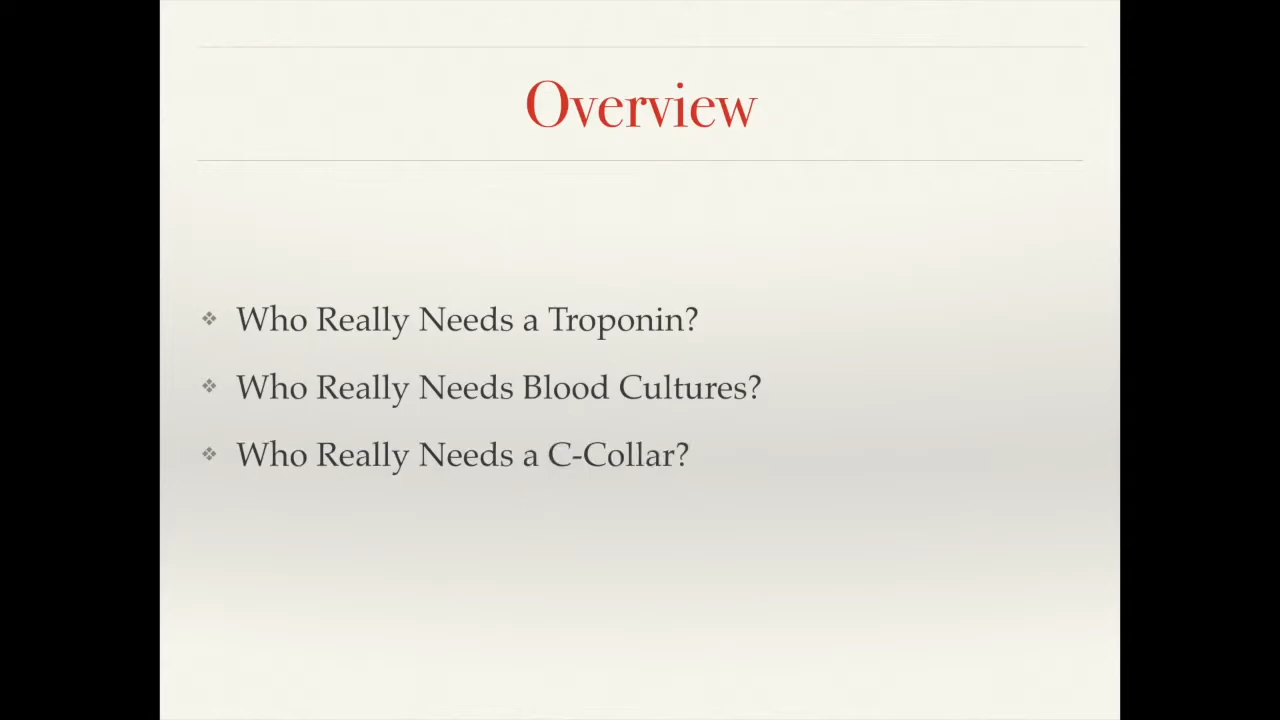 Overview
❖ Who Really Needs a Troponin?
❖ Who Really Needs Blood Cultures?
❖ Who Really Needs a C-Collar?